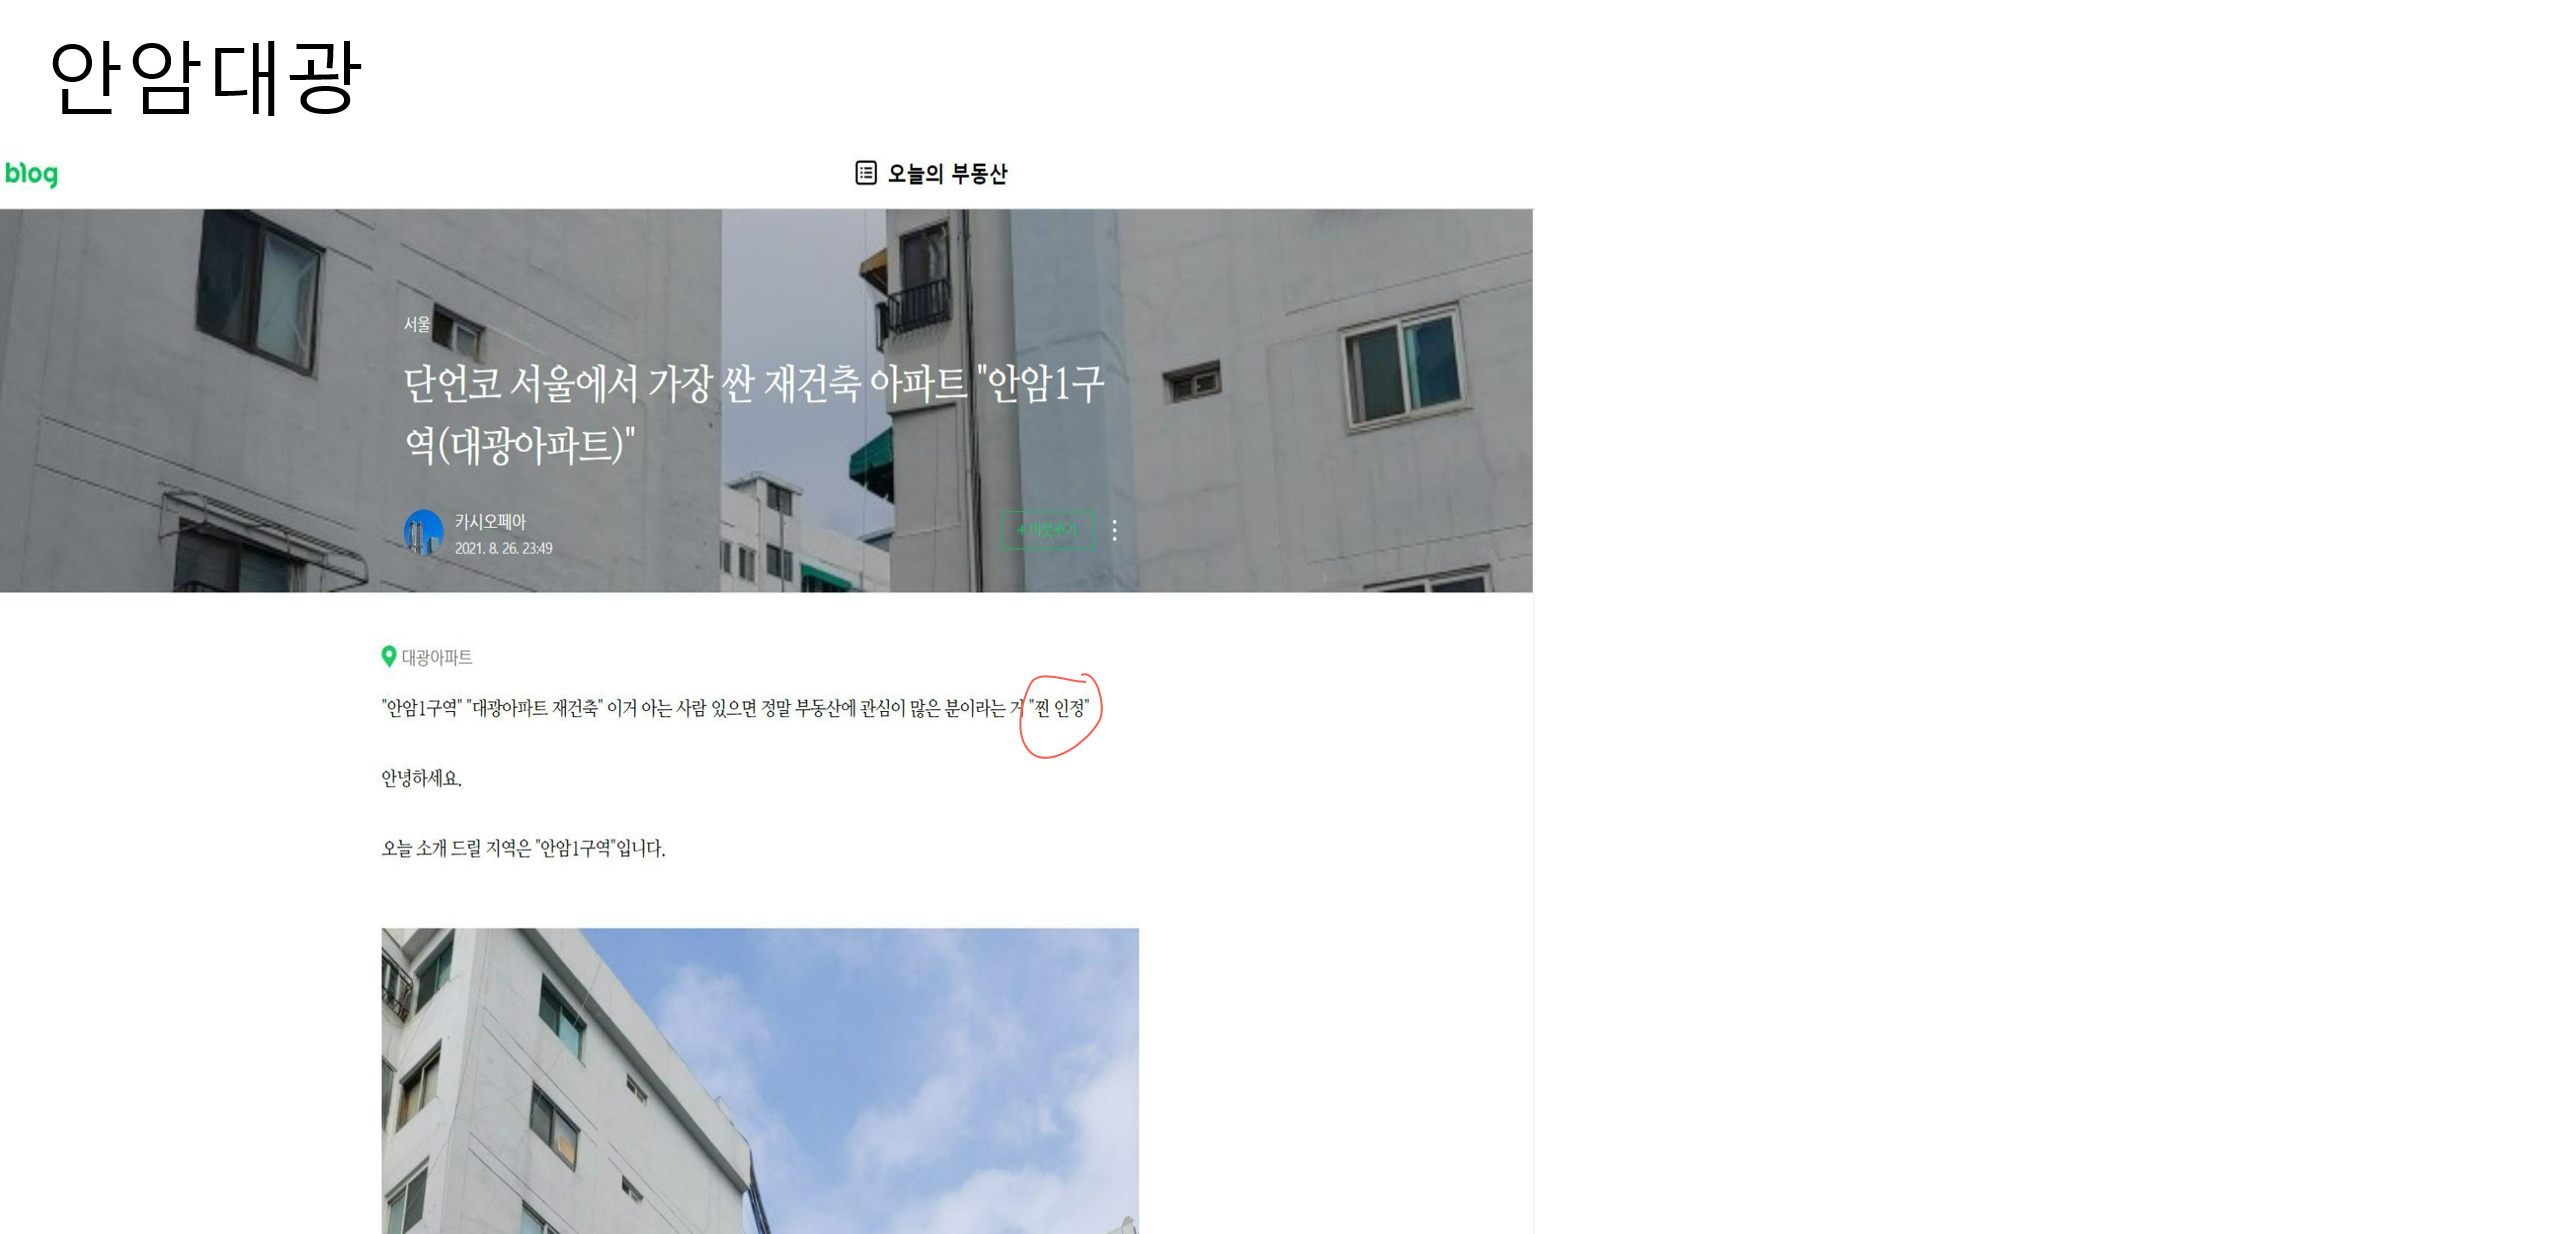 안암대광
blog
오늘의 부동산
서울
단언코 서울에서 가장 싼 재건축 아파트 "안암1구
역(대광아파트)"
카시오페아
2021. 8. 26. 23:49
+ 이웃추가
대광아파트
"안암1구역" "대광아파트 재건축" 이거 아는 사람 있으면 정말 부동산에 관심이 많은 분이라는 거 "찐 인정"
안녕하세요.
오늘 소개 드릴 지역은 "안암1구역"입니다.